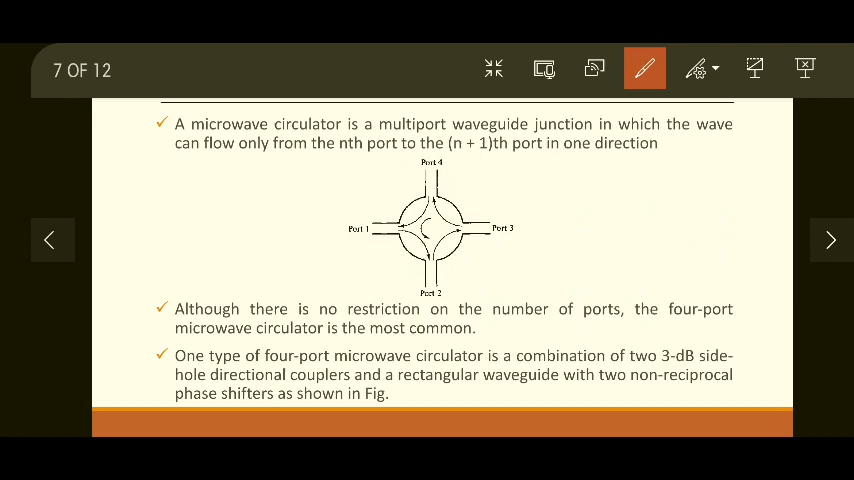 7 OF 12
✓ A microwave circulator is a multiport waveguide junction in which the wave
can flow only from the nth port to the (n + 1)th port in one direction
Port 4
Port 1
Port 3
Port 2
✓ Although there is no restriction on the number of ports, the four-port
microwave circulator is the most common.
✓ One type of four-port microwave circulator is a combination of two 3-dB side-
hole directional couplers and a rectangular waveguide with two non-reciprocal
phase shifters as shown in Fig.